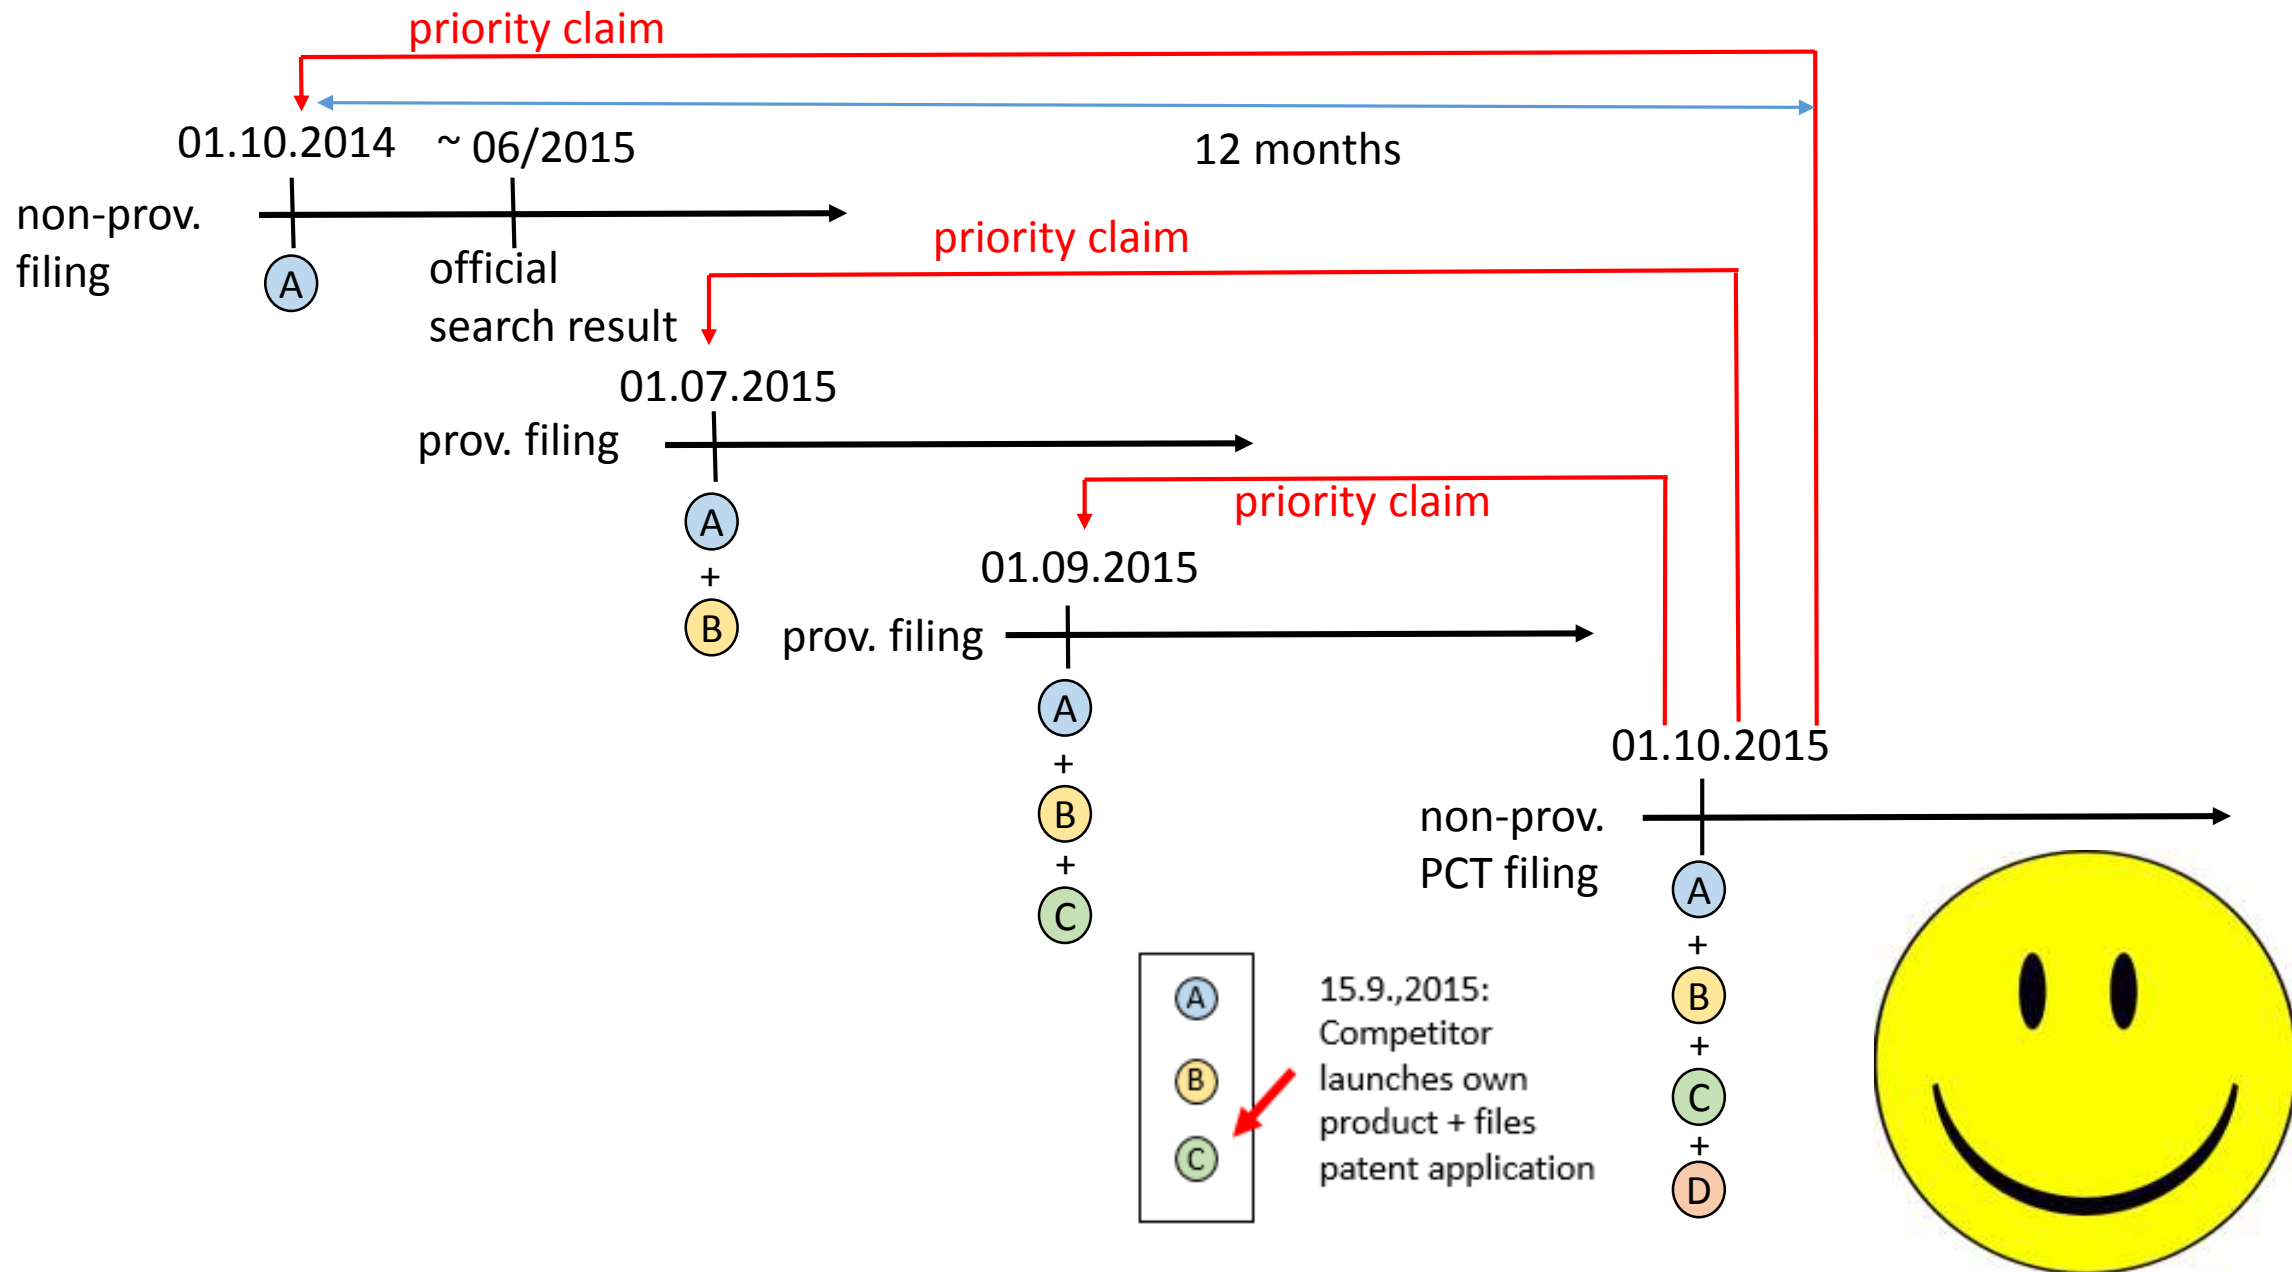 priority claim
01.10.2014
~ 06/2015
12 months
non-prov.
filing
A
official
search result
priority claim
01.07.2015
prov. filing
A
+
B
priority claim
01.09.2015
prov. filing
A
+
B
+
C
01.10.2015
non-prov.
PCT filing
A
+
B
+
C
+
D
A
B
C
15.9.,2015:
Competitor
launches own
product + files
patent application